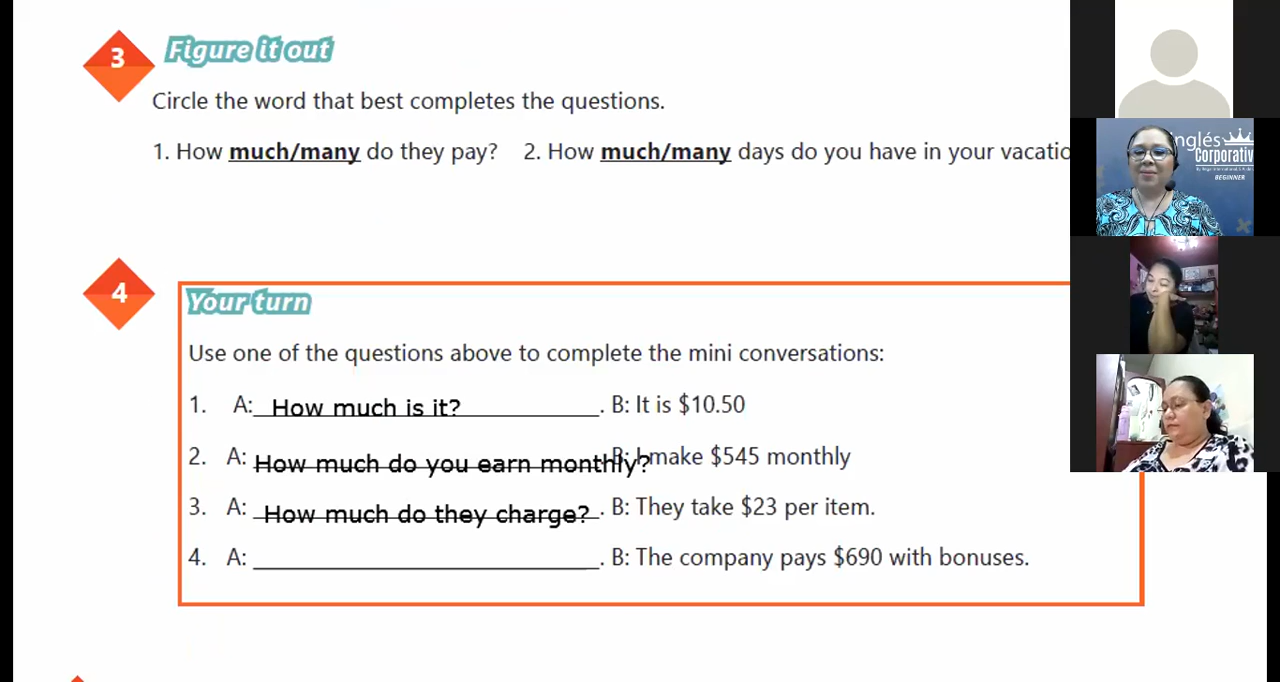 3
Figure it out
Circle the word that best completes the questions.
1. How much/many do they pay? 2. How much/many days do you have in your vacatio
inglés
Corporativ
BEGINNER
4
Your turn
Use one of the questions above to complete the mini conversations:
1. A: How much is it? . B: It is $10.50
2. A: How much do you earn monthly? B: I make $545 monthly
3. A: How much do they charge? . B: They take $23 per item.
4. A: . B: The company pays $690 with bonuses.